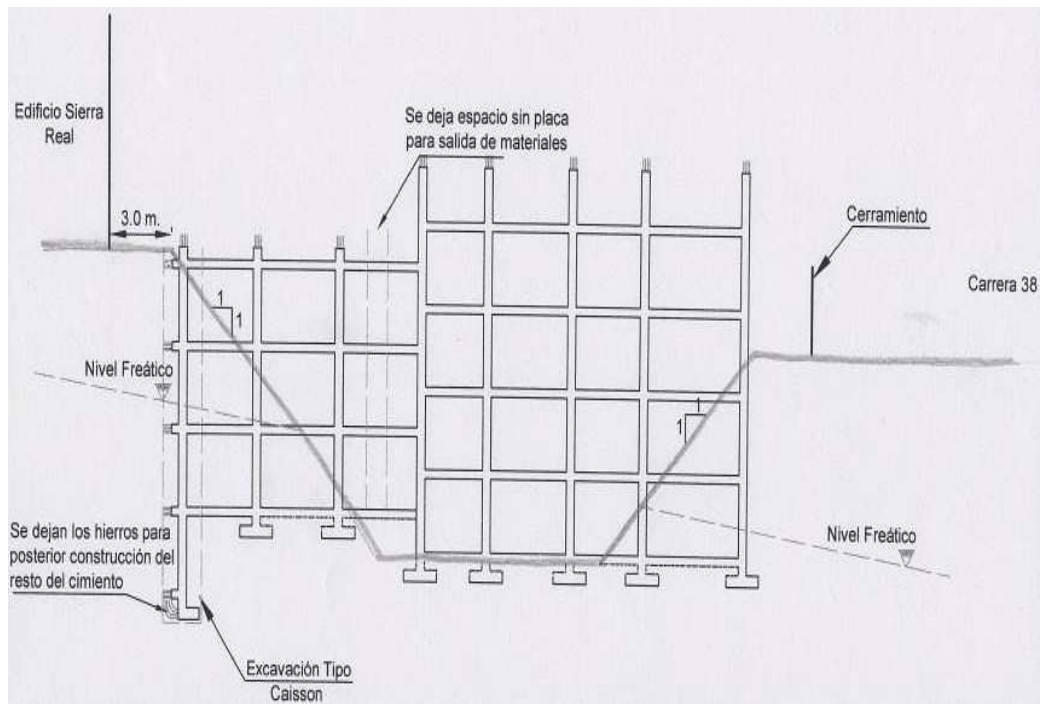 Edificio Sierra
Real
Se deja espacio sin placa
para salida de materiales
3.0 m.
Cerramiento
Carrera 38
1
1
Nivel Freático
1
1
Se dejan los hierros para
posterior construcción del
resto del cimiento
Nivel Freático
Excavación Tipo
Caisson